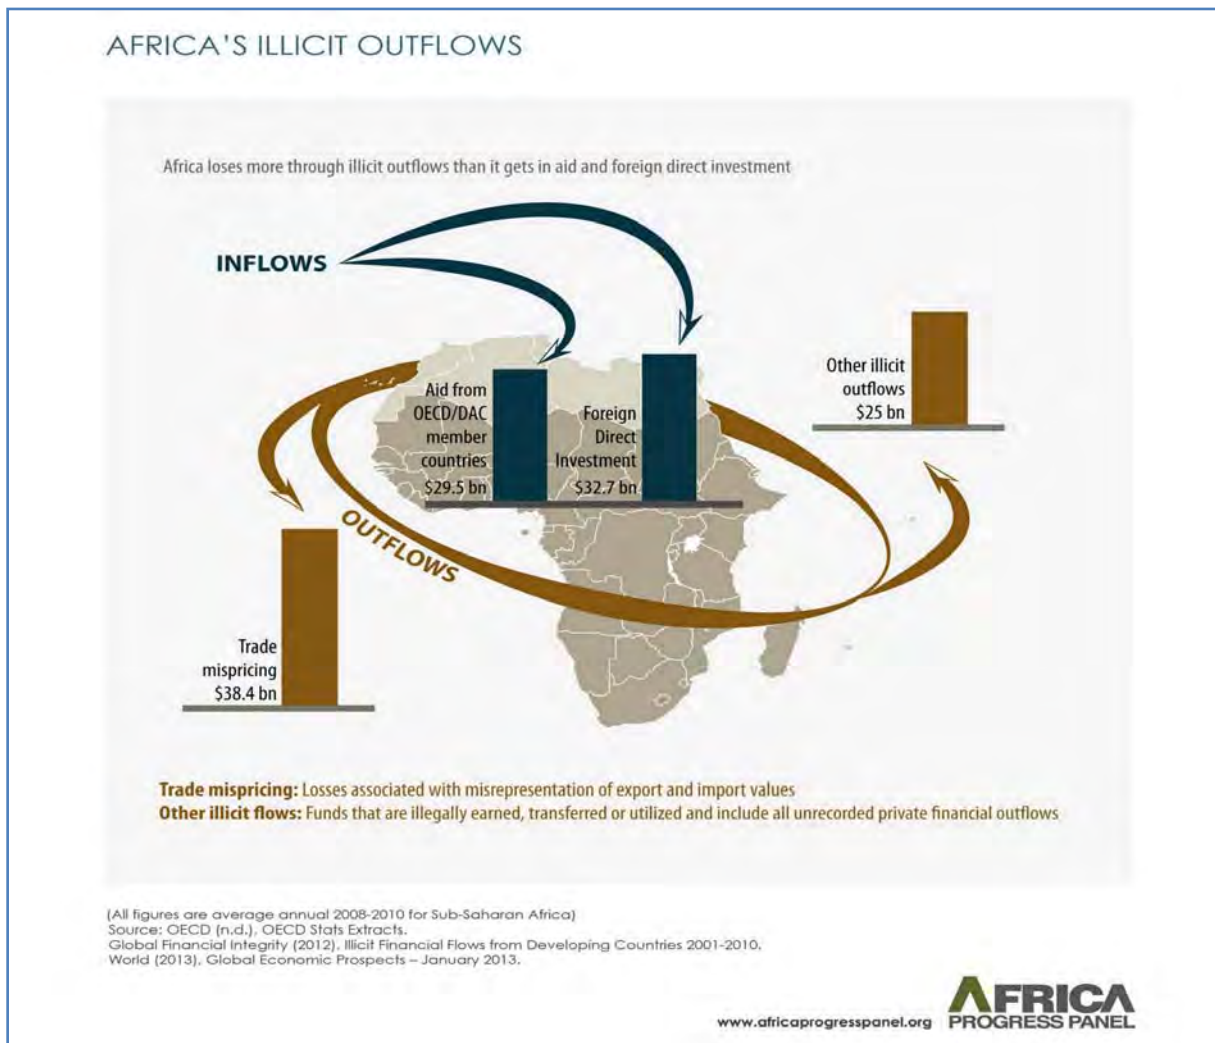 AFRICA'S ILLICIT OUTFLOWS
Africa loses more through illicit outflows than it gets in aid and foreign direct investment
INFLOWS
Aid from
OECD/DAC
member
countries
$29.5 bn
Foreign
Direct
Investment
$32.7 bn
Other illicit
outflows
$25 bn
OUTFLOWS
Trade
mispricing
$38.4 bn
Trade mispricing: Losses associated with misrepresentation of export and import values
Other illicit flows: Funds that are illegally earned, transferred or utilized and include all unrecorded private financial outflows
(All figures are average annual 2008-2010 for Sub-Saharan Africa)
Source: OECD (n.d.), OECD Stats Extracts.
Global Financial Integrity (2012), Illicit Financial Flows from Developing Countries 2001-2010.
World (2013), Global Economic Prospects – January 2013.
www.africaprogresspanel.org
AFRICA
PROGRESS PANEL